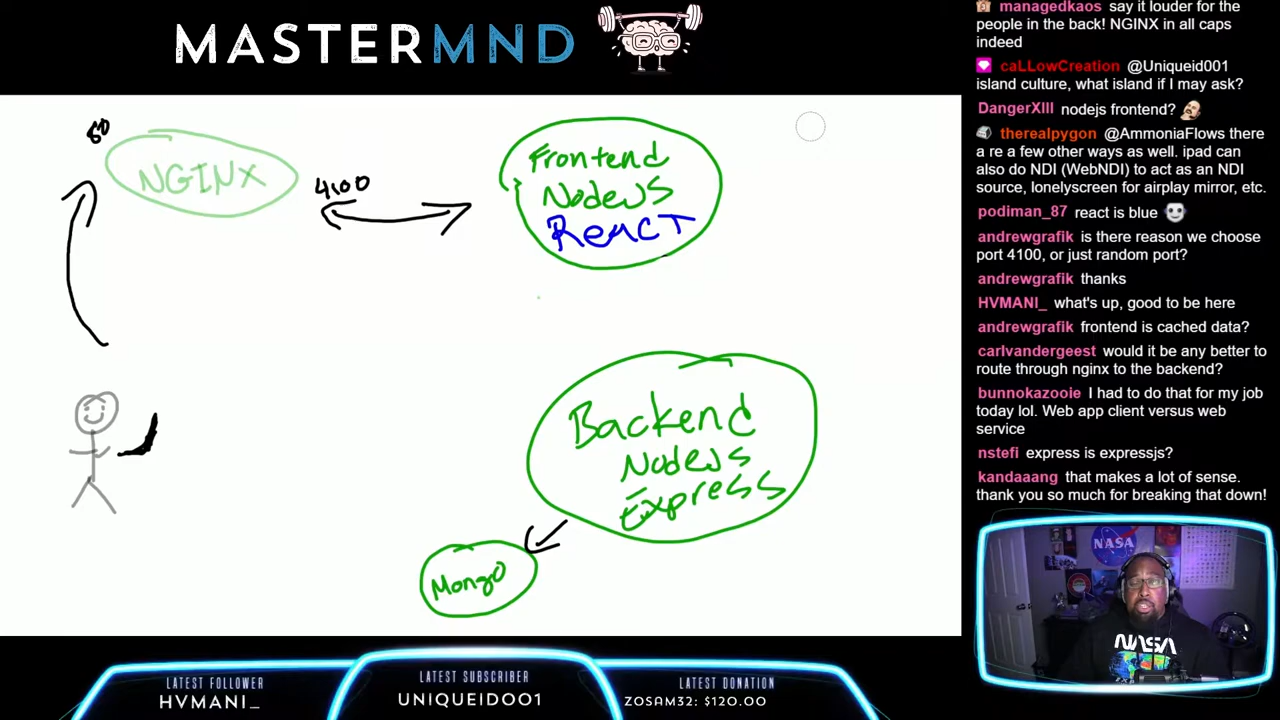 MASTERMND
80
NGINX
4100
Frontend
NodeJS
React
Backend
NodeJS
Express
Mongo
managedkaos say it louder for the
people in the back! NGINX in all caps
indeed
caLLowCreation @Uniqueid001
island culture, what island if I may ask?
DangerXIII nodejs frontend?
therealpygon @AmmoniaFlows there
a re a few other ways as well. ipad can
also do NDI (WebNDI) to act as an NDI
source, lonelyscreen for airplay mirror, etc.
podiman_87 react is blue
andrewgrafik is there reason we choose
port 4100, or just random port?
andrewgrafik thanks
HVMANI_ what's up, good to be here
andrewgrafik frontend is cached data?
carlvandergeest would it be any better to
route through nginx to the backend?
bunnokazooie I had to do that for my job
today lol. Web app client versus web
service
nstefi express is expressjs?
kandaaang that makes a lot of sense.
thank you so much for breaking that down!
NASA
NASA
LATEST FOLLOWER
HVMANI_
LATEST SUBSCRIBER
UNIQUEID001
LATEST DONATION
ZOSAM32: $120.00